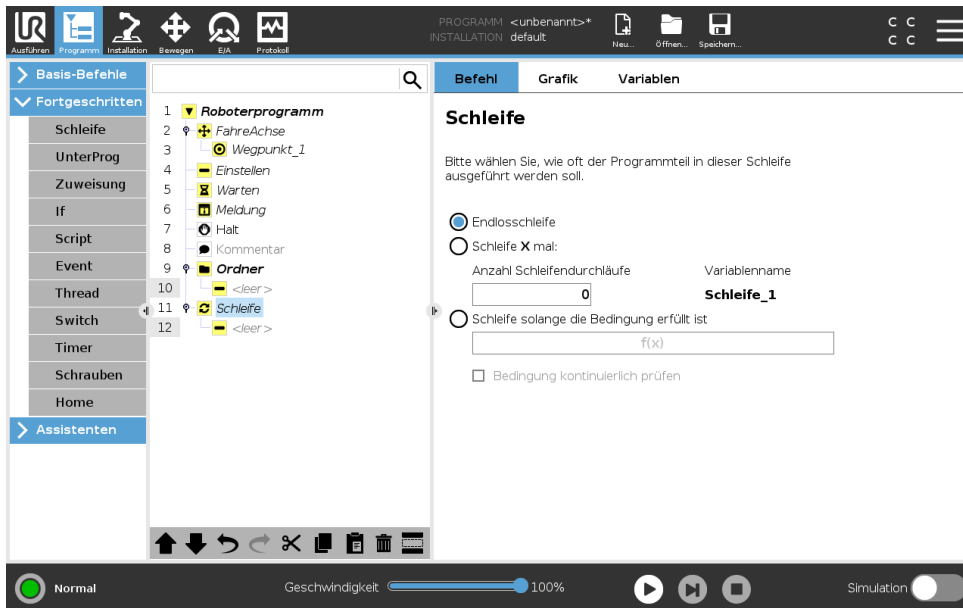 UR
Ausführen
Programm
Installation
Bewegen
E/A
Protokoll
PROGRAMM <unbenannt>*
INSTALLATION default
Neu...
Öffnen...
Speichern...
C C
C C
Basis-Befehle
Fortgeschritten
Schleife
UnterProg
Zuweisung
If
Script
Event
Thread
Switch
Timer
Schrauben
Home
Assistenten
1 Roboterprogramm
2 FahreAchse
3 Wegpunkt_1
4 Einstellen
5 Warten
6 Meldung
7 Halt
8 Kommentar
9 Ordner
10 <leer>
11 Schleife
12 <leer>
Befehl Grafik Variablen
Schleife
Bitte wählen Sie, wie oft der Programmteil in dieser Schleife
ausgeführt werden soll.
Endlosschleife
Schleife X mal:
Anzahl Schleifendurchläufe Variablenname
0 Schleife_1
Schleife solange die Bedingung erfüllt ist
f(x)
Bedingung kontinuierlich prüfen
Normal
Geschwindigkeit 100%
Simulation